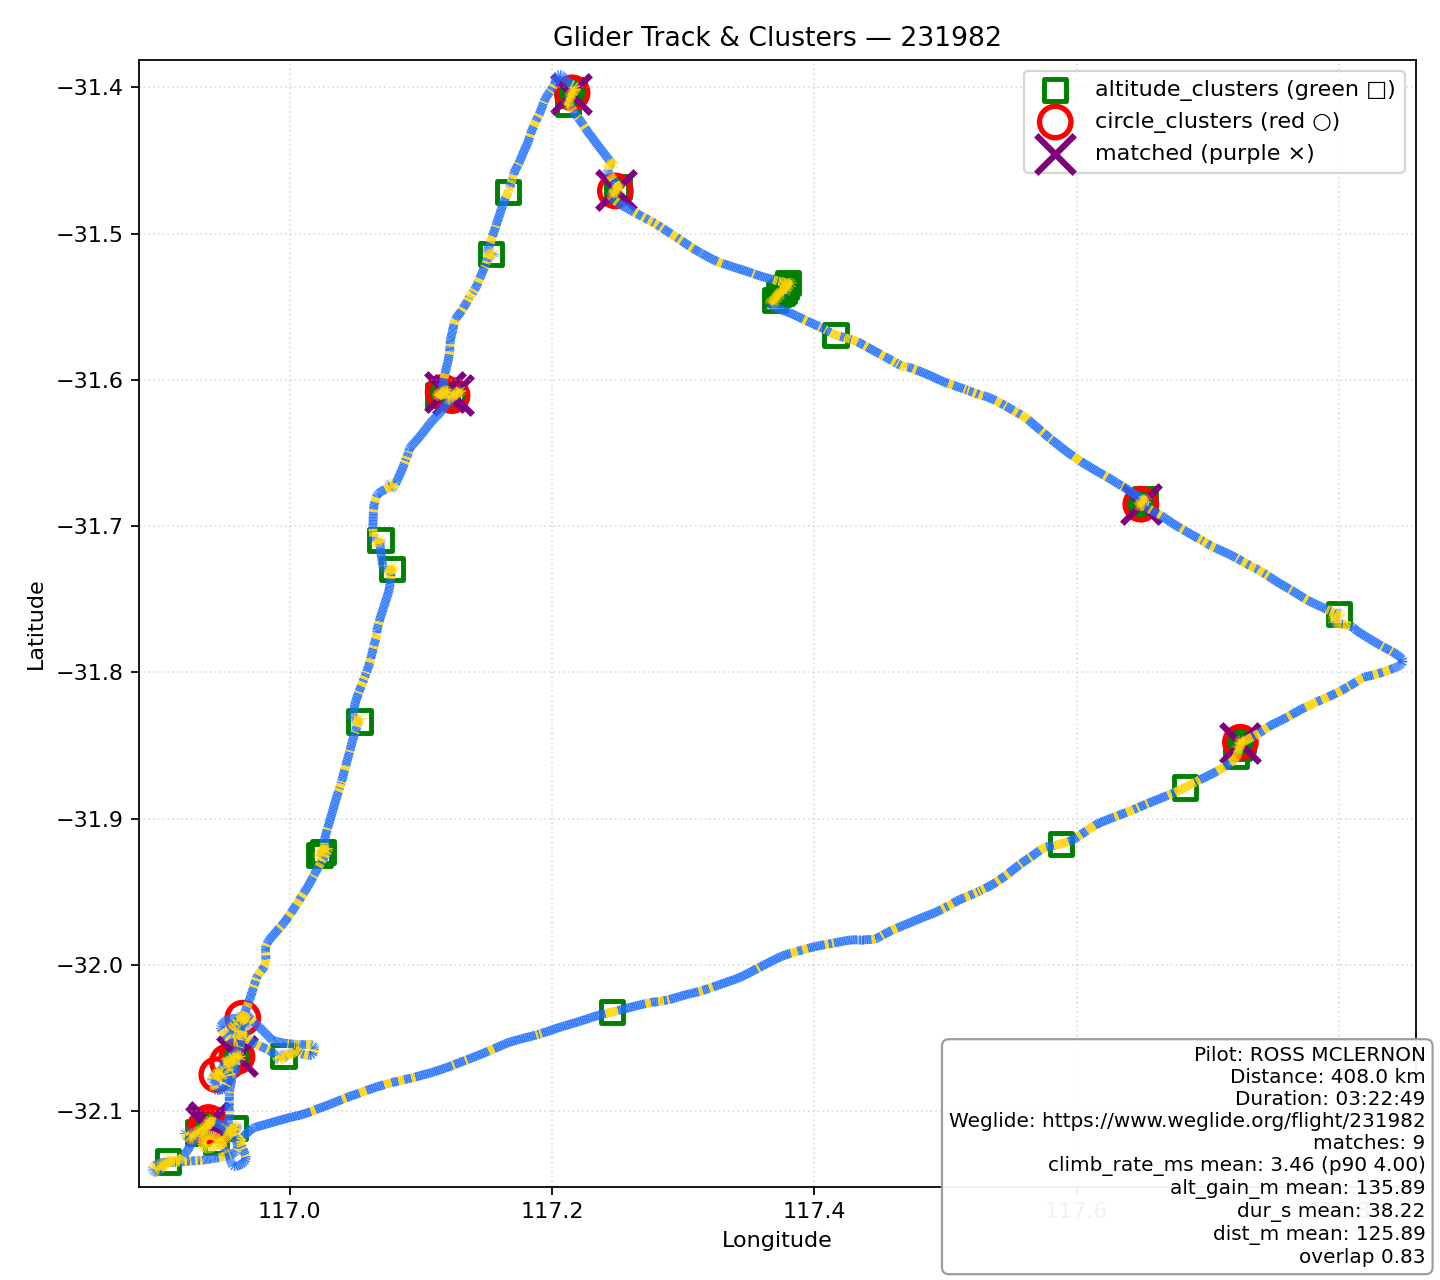 Glider Track & Clusters — 231982
altitude_clusters (green □)
circle_clusters (red ○)
matched (purple ×)
Latitude
−31.4
−31.5
−31.6
−31.7
−31.8
−31.9
−32.0
−32.1
117.0
117.2
117.4
117.6
Longitude
Pilot: ROSS MCLERNON
Distance: 408.0 km
Duration: 03:22:49
Weglide: https://www.weglide.org/flight/231982
matches: 9
climb_rate_ms mean: 3.46 (p90 4.00)
alt_gain_m mean: 135.89
dur_s mean: 38.22
dist_m mean: 125.89
overlap 0.83